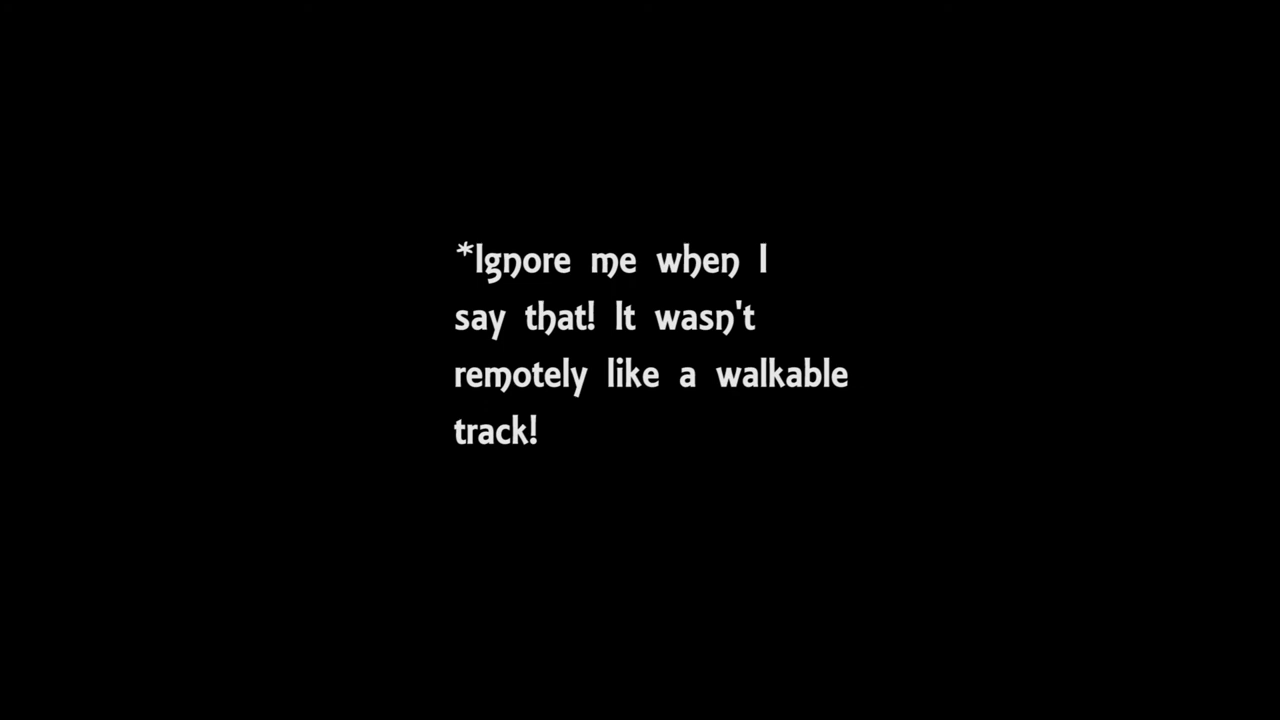 *Ignore me when I
say that! It wasn't
remotely like a walkable
track!